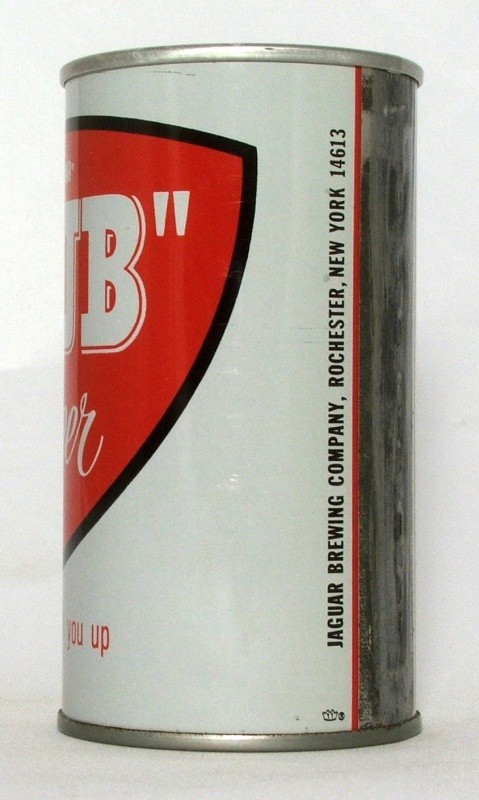 UB"
er
you up
JAGUAR BREWING COMPANY, ROCHESTER, NEW YORK 14613